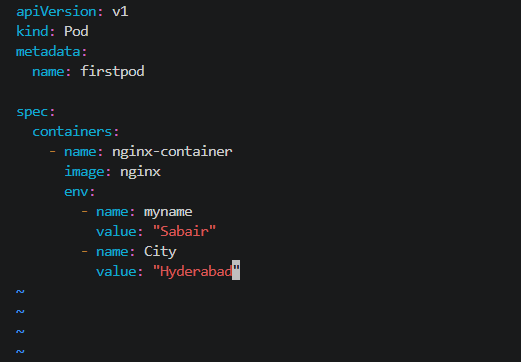 apiVersion: v1
kind: Pod
metadata:
  name: firstpod

spec:
  containers:
    - name: nginx-container
      image: nginx
      env:
        - name: myname
          value: "Sabair"
        - name: City
          value: "Hyderabad"
~
~
~
~